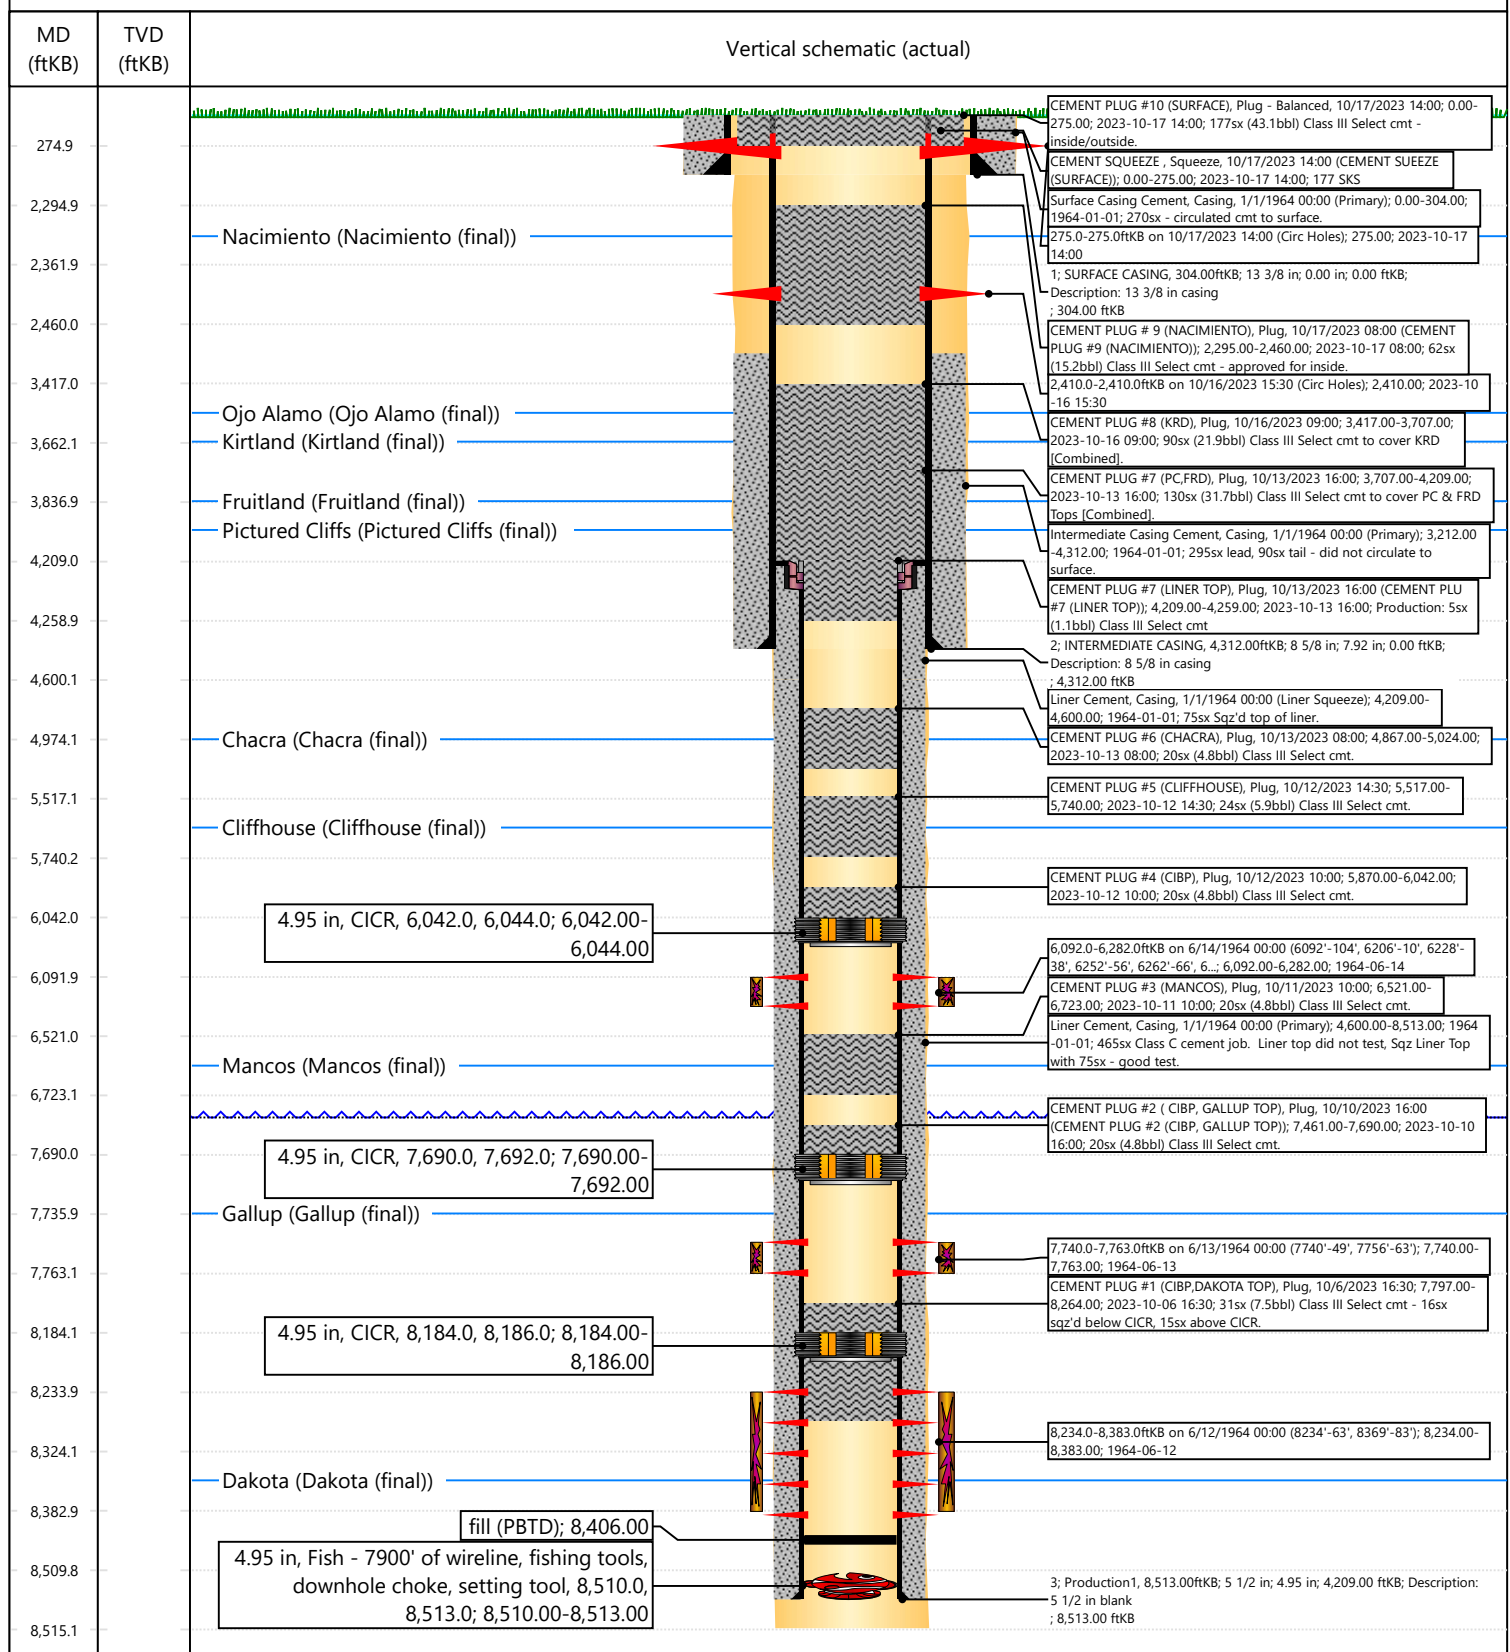 MD
(ftKB)
TVD
(ftKB)
Vertical schematic (actual)
274.9
2,294.9
2,361.9
2,460.0
3,417.0
3,662.1
3,836.9
4,209.0
4,258.9
4,600.1
4,974.1
5,517.1
5,740.2
6,042.0
6,091.9
6,521.0
6,723.1
7,690.0
7,735.9
7,763.1
8,184.1
8,233.9
8,324.1
8,382.9
8,509.8
8,515.1
Nacimiento (Nacimiento (final))
Ojo Alamo (Ojo Alamo (final))
Kirtland (Kirtland (final))
Fruitland (Fruitland (final))
Pictured Cliffs (Pictured Cliffs (final))
Chacra (Chacra (final))
Cliffhouse (Cliffhouse (final))
4.95 in, CICR, 6,042.0, 6,044.0; 6,042.00-
6,044.00
Mancos (Mancos (final))
4.95 in, CICR, 7,690.0, 7,692.0; 7,690.00-
7,692.00
Gallup (Gallup (final))
4.95 in, CICR, 8,184.0, 8,186.0; 8,184.00-
8,186.00
Dakota (Dakota (final))
fill (PBTD); 8,406.00
4.95 in, Fish - 7900' of wireline, fishing tools,
downhole choke, setting tool, 8,510.0,
8,513.0; 8,510.00-8,513.00
CEMENT PLUG #10 (SURFACE), Plug - Balanced, 10/17/2023 14:00; 0.00-
275.00; 2023-10-17 14:00; 177sx (43.1bbl) Class III Select cmt -
inside/outside.
CEMENT SQUEEZE , Squeeze, 10/17/2023 14:00 (CEMENT SUEEZE
(SURFACE)); 0.00-275.00; 2023-10-17 14:00; 177 SKS
Surface Casing Cement, Casing, 1/1/1964 00:00 (Primary); 0.00-304.00;
1964-01-01; 270sx - circulated cmt to surface.
275.0-275.0ftKB on 10/17/2023 14:00 (Circ Holes); 275.00; 2023-10-17
14:00
1; SURFACE CASING, 304.00ftKB; 13 3/8 in; 0.00 in; 0.00 ftKB;
Description: 13 3/8 in casing
; 304.00 ftKB
CEMENT PLUG # 9 (NACIMIENTO), Plug, 10/17/2023 08:00 (CEMENT
PLUG #9 (NACIMIENTO)); 2,295.00-2,460.00; 2023-10-17 08:00; 62sx
(15.2bbl) Class III Select cmt - approved for inside.
2,410.0-2,410.0ftKB on 10/16/2023 15:30 (Circ Holes); 2,410.00; 2023-10
-16 15:30
CEMENT PLUG #8 (KRD), Plug, 10/16/2023 09:00; 3,417.00-3,707.00;
2023-10-16 09:00; 90sx (21.9bbl) Class III Select cmt to cover KRD
[Combined].
CEMENT PLUG #7 (PC,FRD), Plug, 10/13/2023 16:00; 3,707.00-4,209.00;
2023-10-13 16:00; 130sx (31.7bbl) Class III Select cmt to cover PC & FRD
Tops [Combined].
Intermediate Casing Cement, Casing, 1/1/1964 00:00 (Primary); 3,212.00
-4,312.00; 1964-01-01; 295sx lead, 90sx tail - did not circulate to
surface.
CEMENT PLUG #7 (LINER TOP), Plug, 10/13/2023 16:00 (CEMENT PLU
#7 (LINER TOP)); 4,209.00-4,259.00; 2023-10-13 16:00; Production: 5sx
(1.1bbl) Class III Select cmt
2; INTERMEDIATE CASING, 4,312.00ftKB; 8 5/8 in; 7.92 in; 0.00 ftKB;
Description: 8 5/8 in casing
; 4,312.00 ftKB
Liner Cement, Casing, 1/1/1964 00:00 (Liner Squeeze); 4,209.00-
4,600.00; 1964-01-01; 75sx Sqz'd top of liner.
CEMENT PLUG #6 (CHACRA), Plug, 10/13/2023 08:00; 4,867.00-5,024.00;
2023-10-13 08:00; 20sx (4.8bbl) Class III Select cmt.
CEMENT PLUG #5 (CLIFFHOUSE), Plug, 10/12/2023 14:30; 5,517.00-
5,740.00; 2023-10-12 14:30; 24sx (5.9bbl) Class III Select cmt.
CEMENT PLUG #4 (CIBP), Plug, 10/12/2023 10:00; 5,870.00-6,042.00;
2023-10-12 10:00; 20sx (4.8bbl) Class III Select cmt.
6,092.0-6,282.0ftKB on 6/14/1964 00:00 (6092'-104', 6206'-10', 6228'-
38', 6252'-56', 6262'-66', 6...; 6,092.00-6,282.00; 1964-06-14
CEMENT PLUG #3 (MANCOS), Plug, 10/11/2023 10:00; 6,521.00-
6,723.00; 2023-10-11 10:00; 20sx (4.8bbl) Class III Select cmt.
Liner Cement, Casing, 1/1/1964 00:00 (Primary); 4,600.00-8,513.00; 1964
-01-01; 465sx Class C cement job.  Liner top did not test, Sqz Liner Top
with 75sx - good test.
CEMENT PLUG #2 ( CIBP, GALLUP TOP), Plug, 10/10/2023 16:00
(CEMENT PLUG #2 (CIBP, GALLUP TOP)); 7,461.00-7,690.00; 2023-10-10
16:00; 20sx (4.8bbl) Class III Select cmt.
7,740.0-7,763.0ftKB on 6/13/1964 00:00 (7740'-49', 7756'-63'); 7,740.00-
7,763.00; 1964-06-13
CEMENT PLUG #1 (CIBP,DAKOTA TOP), Plug, 10/6/2023 16:30; 7,797.00-
8,264.00; 2023-10-06 16:30; 31sx (7.5bbl) Class III Select cmt - 16sx
sqz'd below CICR, 15sx above CICR.
8,234.0-8,383.0ftKB on 6/12/1964 00:00 (8234'-63', 8369'-83'); 8,234.00-
8,383.00; 1964-06-12
3; Production1, 8,513.00ftKB; 5 1/2 in; 4.95 in; 4,209.00 ftKB; Description:
5 1/2 in blank
; 8,513.00 ftKB